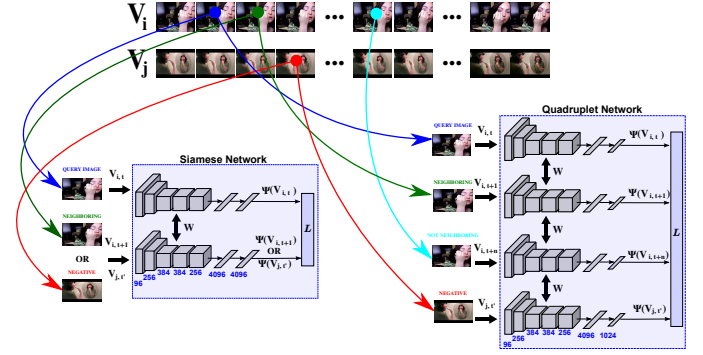 V_i
... ...
V_j
... ...
Siamese Network
QUERY IMAGE
V_{i,t}
Ψ(V_{i,t})
NEIGHBORING
V_{i,t+1}
W
L
Ψ(V_{i,t+1})
OR
OR
Ψ(V_{j,t'})
NEGATIVE
V_{j,t'}
96 256 384 384 256 4096 4096
Quadruplet Network
QUERY IMAGE
V_{i,t}
Ψ(V_{i,t})
W
NEIGHBORING
V_{i,t+1}
Ψ(V_{i,t+1})
L
W
NOT NEIGHBORING
V_{i,t+n}
Ψ(V_{i,t+n})
W
NEGATIVE
V_{j,t'}
Ψ(V_{j,t'})
96 256 384 384 256 4096 1024